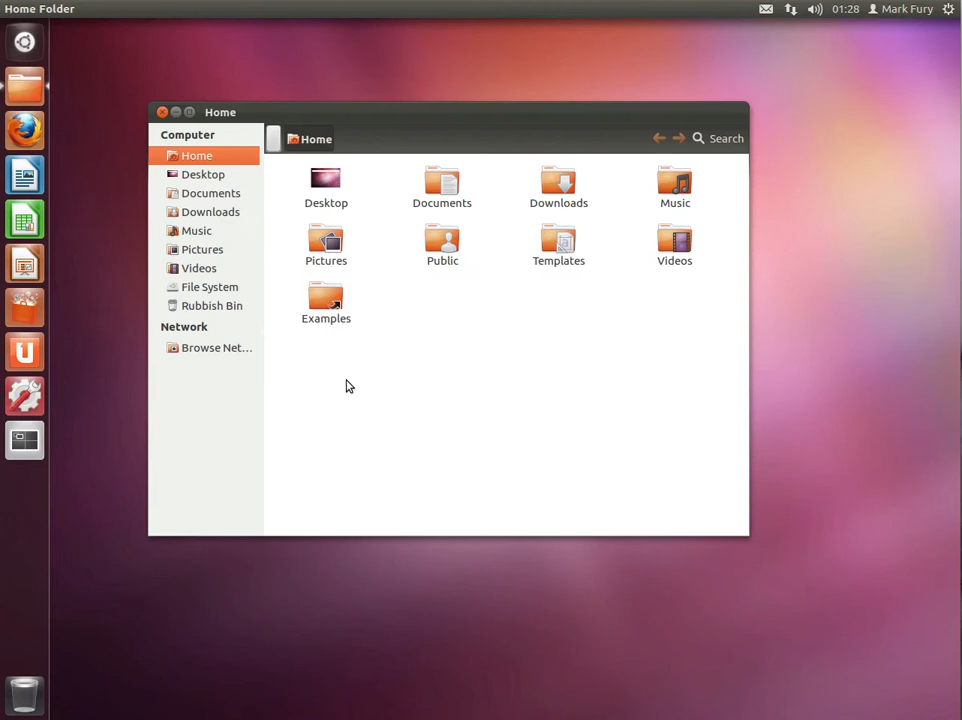 Home Folder
01:28 Mark Fury
Home
Computer
Home
Desktop
Documents
Downloads
Music
Pictures
Videos
File System
Rubbish Bin
Network
Browse Net...
Home
Search
Desktop
Documents
Downloads
Music
Pictures
Public
Templates
Videos
Examples